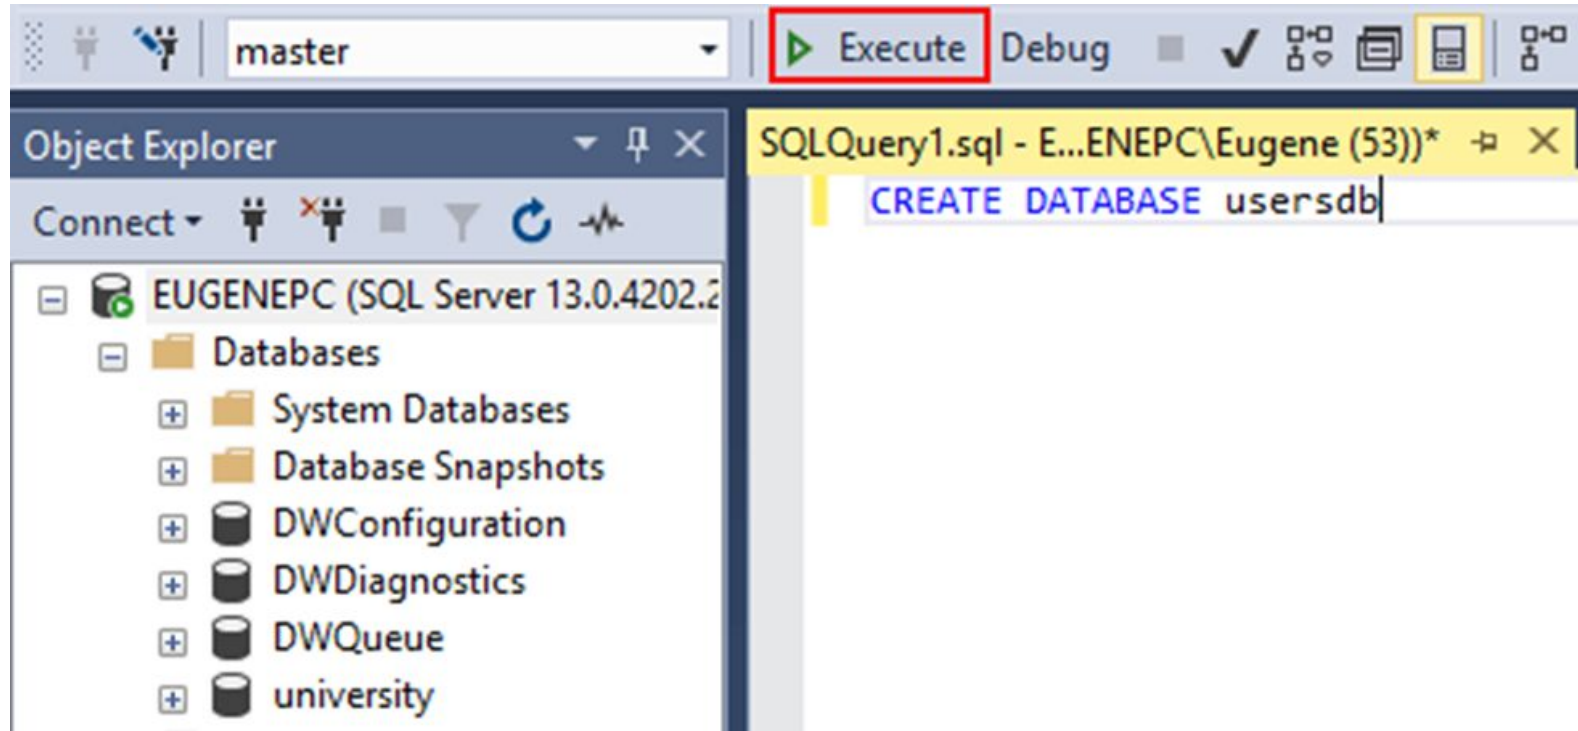 master
Execute Debug
Object Explorer
SQLQuery1.sql - E...ENEPC\Eugene (53))*
CREATE DATABASE usersdb
Connect
EUGENEPC (SQL Server 13.0.4202.2
Databases
System Databases
Database Snapshots
DWConfiguration
DWDiagnostics
DWQueue
university